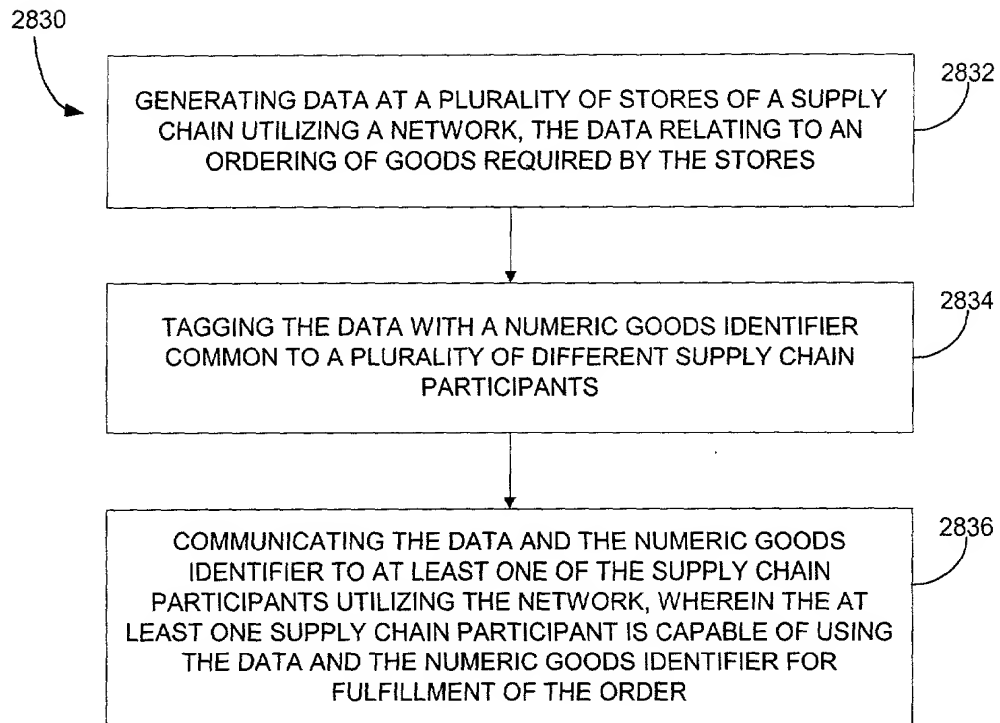 2830
2832
GENERATING DATA AT A PLURALITY OF STORES OF A SUPPLY
CHAIN UTILIZING A NETWORK, THE DATA RELATING TO AN
ORDERING OF GOODS REQUIRED BY THE STORES
2834
TAGGING THE DATA WITH A NUMERIC GOODS IDENTIFIER
COMMON TO A PLURALITY OF DIFFERENT SUPPLY CHAIN
PARTICIPANTS
2836
COMMUNICATING THE DATA AND THE NUMERIC GOODS
IDENTIFIER TO AT LEAST ONE OF THE SUPPLY CHAIN
PARTICIPANTS UTILIZING THE NETWORK, WHEREIN THE AT
LEAST ONE SUPPLY CHAIN PARTICIPANT IS CAPABLE OF USING
THE DATA AND THE NUMERIC GOODS IDENTIFIER FOR
FULFILLMENT OF THE ORDER